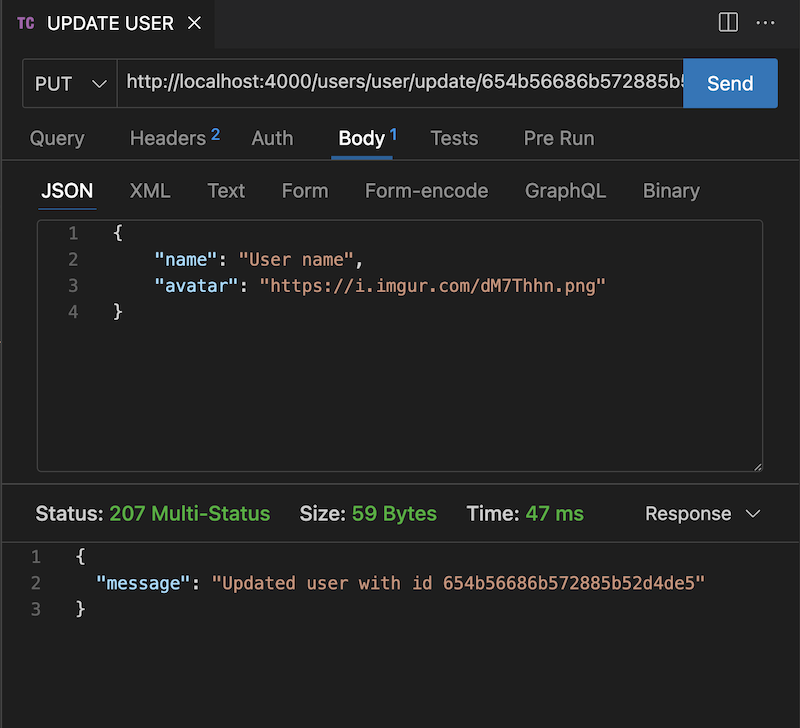 TC UPDATE USER
PUT http://localhost:4000/users/user/update/654b56686b572885b5 Send
Query Headers 2 Auth Body 1 Tests Pre Run
JSON XML Text Form Form-encode GraphQL Binary
1 {
2 "name": "User name",
3 "avatar": "https://i.imgur.com/dM7Thhn.png"
4 }
Status: 207 Multi-Status Size: 59 Bytes Time: 47 ms Response
1 {
2 "message": "Updated user with id 654b56686b572885b52d4de5"
3 }